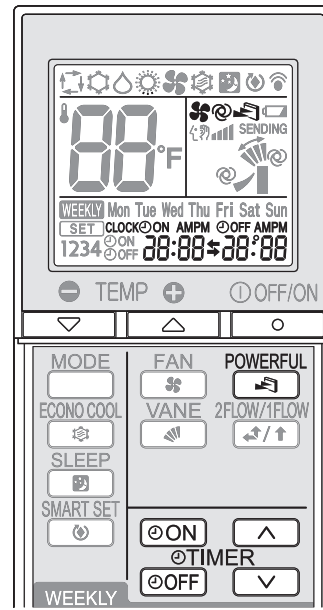 88°F
SENDING
WEEKLY Mon Tue Wed Thu Fri Sat Sun
SET CLOCK ON AMPM OFF AMPM
1234 ON OFF 88:88 88:88
TEMP OFF/ON
MODE FAN POWERFUL
ECONO COOL VANE 2FLOW/1FLOW
SLEEP
SMART SET
ON
TIMER
OFF
WEEKLY